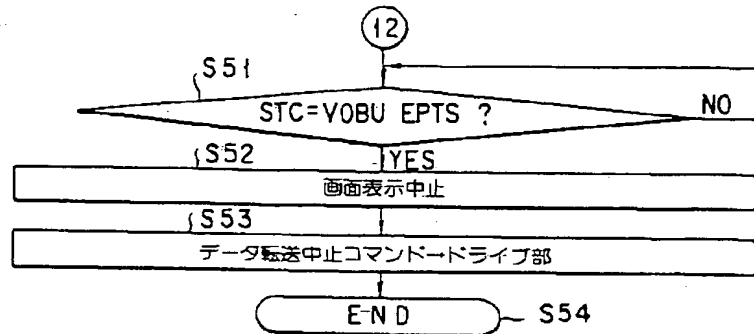 12
S51
STC=VOBU EPTS ?
NO
YES
S52
画面表示中止
S53
データ転送中止コマンド→ドライブ部
END
S54